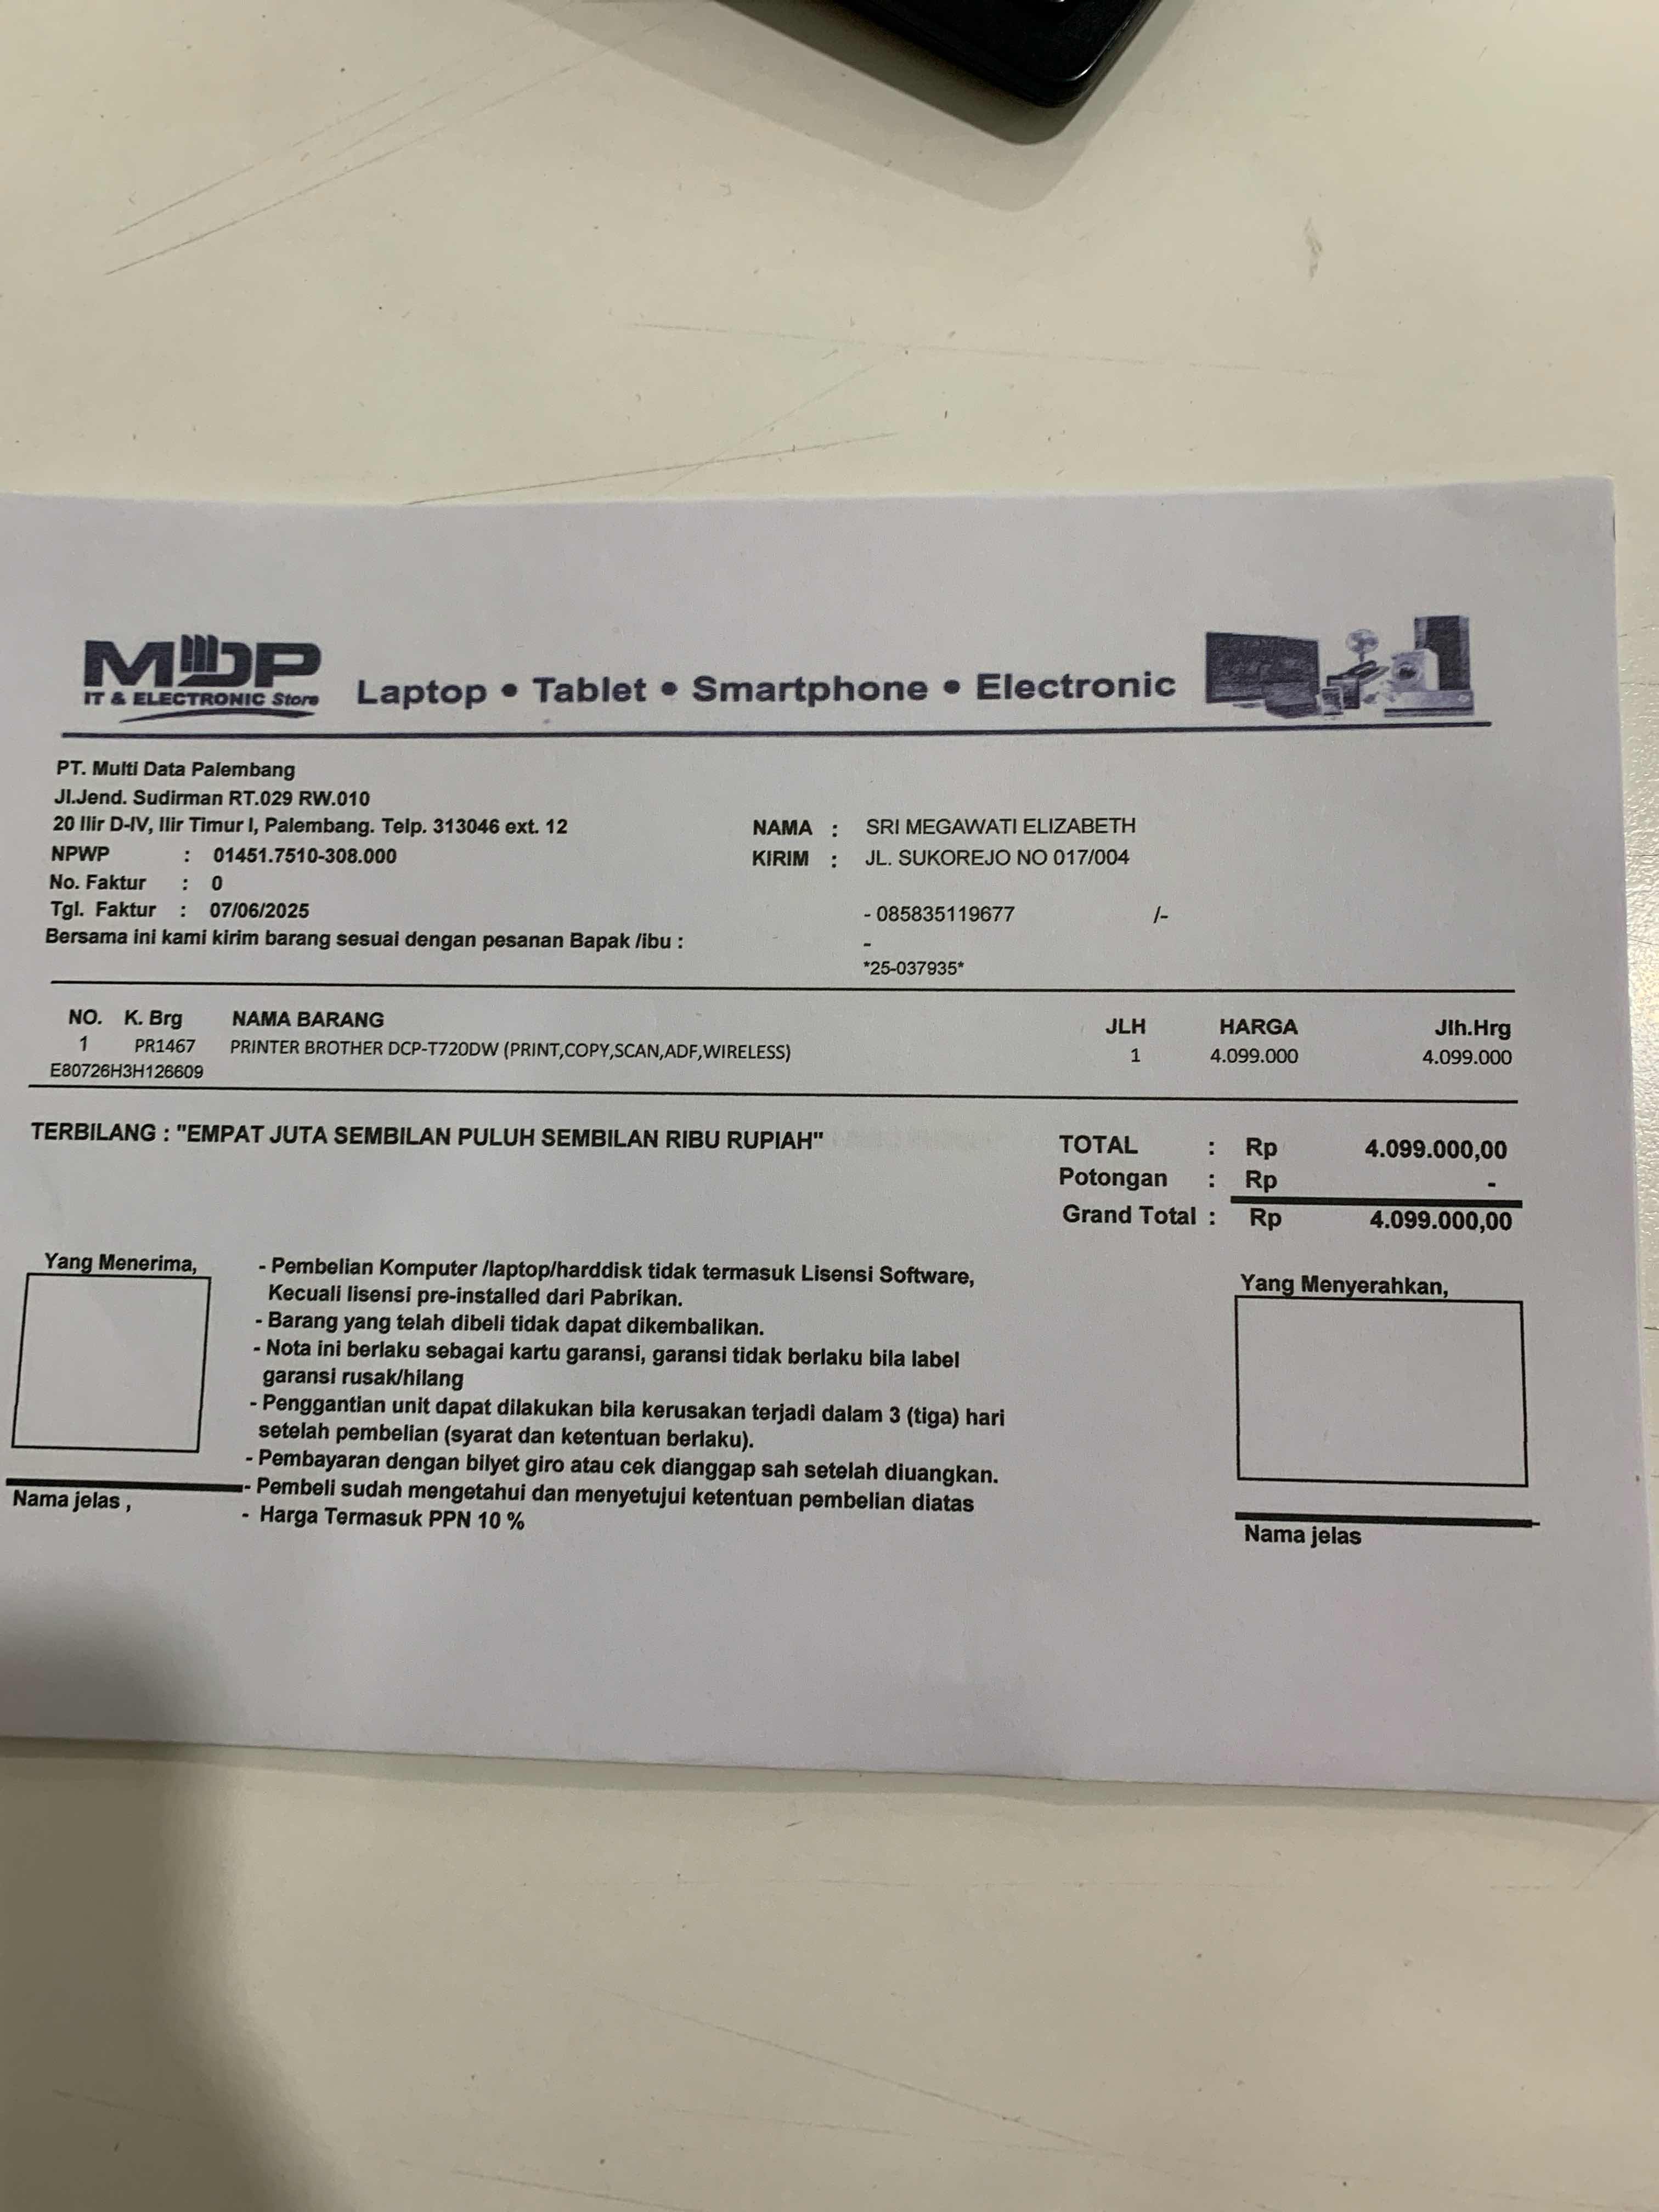 MDP
IT & ELECTRONIC Store
Laptop • Tablet • Smartphone • Electronic
PT. Multi Data Palembang
Jl.Jend. Sudirman RT.029 RW.010
20 Ilir D-IV, Ilir Timur I, Palembang. Telp. 313046 ext. 12
NPWP : 01451.7510-308.000
No. Faktur : 0
Tgl. Faktur : 07/06/2025
Bersama ini kami kirim barang sesuai dengan pesanan Bapak /ibu :
NAMA : SRI MEGAWATI ELIZABETH
KIRIM : JL. SUKOREJO NO 017/004
- 085835119677 /-
-
*25-037935*
NO. K. Brg NAMA BARANG JLH HARGA Jlh.Hrg
1 PR1467 PRINTER BROTHER DCP-T720DW (PRINT,COPY,SCAN,ADF,WIRELESS) 1 4.099.000 4.099.000
E80726H3H126609
TERBILANG : "EMPAT JUTA SEMBILAN PULUH SEMBILAN RIBU RUPIAH"
TOTAL : Rp 4.099.000,00
Potongan : Rp -
Grand Total : Rp 4.099.000,00
Yang Menerima,
Nama jelas ,
- Pembelian Komputer /laptop/harddisk tidak termasuk Lisensi Software,
Kecuali lisensi pre-installed dari Pabrikan.
- Barang yang telah dibeli tidak dapat dikembalikan.
- Nota ini berlaku sebagai kartu garansi, garansi tidak berlaku bila label
garansi rusak/hilang
- Penggantian unit dapat dilakukan bila kerusakan terjadi dalam 3 (tiga) hari
setelah pembelian (syarat dan ketentuan berlaku).
- Pembayaran dengan bilyet giro atau cek dianggap sah setelah diuangkan.
- Pembeli sudah mengetahui dan menyetujui ketentuan pembelian diatas
- Harga Termasuk PPN 10 %
Yang Menyerahkan,
Nama jelas